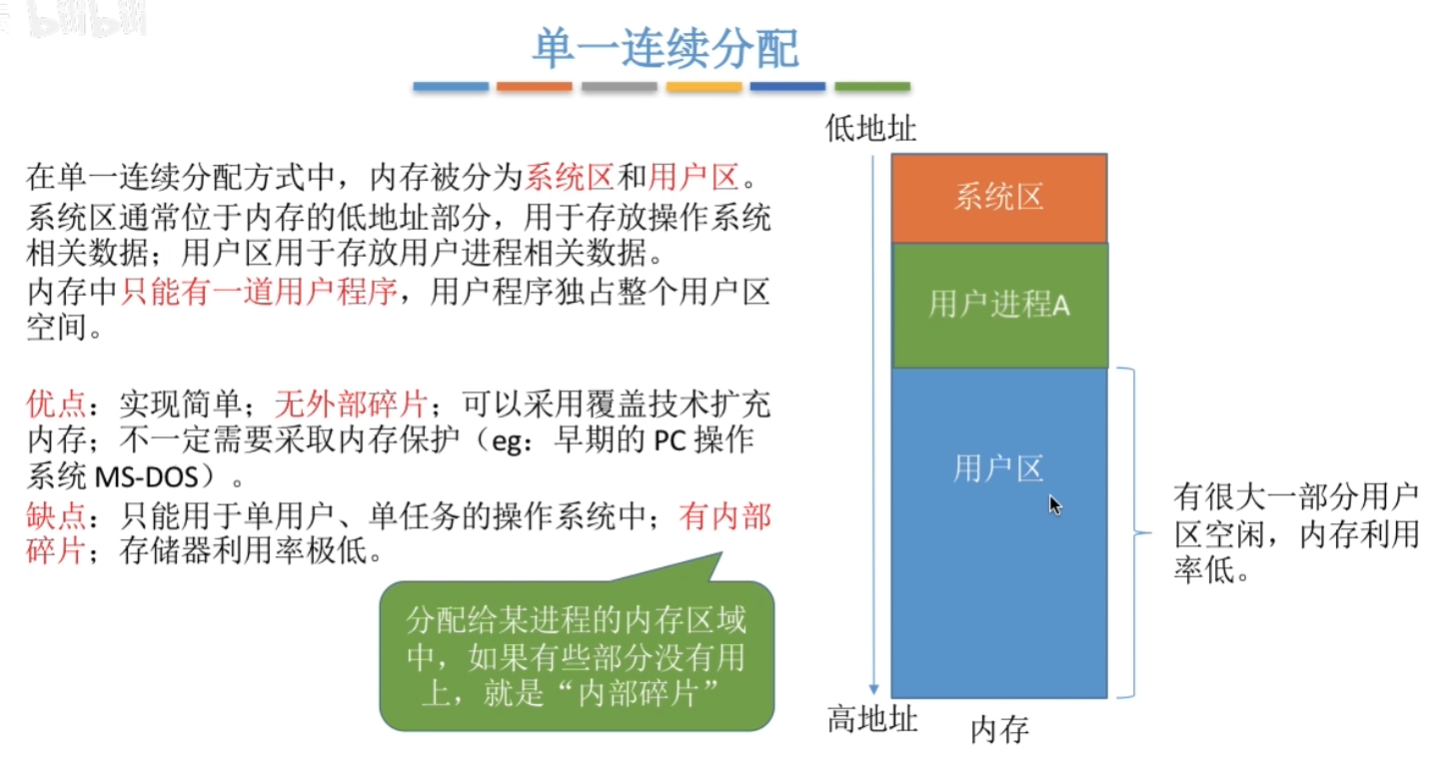 bilibili
单一连续分配
在单一连续分配方式中，内存被分为系统区和用户区。
系统区通常位于内存的低地址部分，用于存放操作系统
相关数据；用户区用于存放用户进程相关数据。
内存中只能有一道用户程序，用户程序独占整个用户区
空间。
优点：实现简单；无外部碎片；可以采用覆盖技术扩充
内存；不一定需要采取内存保护（eg：早期的 PC 操作
系统 MS-DOS）。
缺点：只能用于单用户、单任务的操作系统中；有内部
碎片；存储器利用率极低。
分配给某进程的内存区域
中，如果有些部分没有用
上，就是“内部碎片”
低地址
系统区
用户进程A
用户区
有很大一部分用户
区空闲，内存利用
率低。
高地址
内存